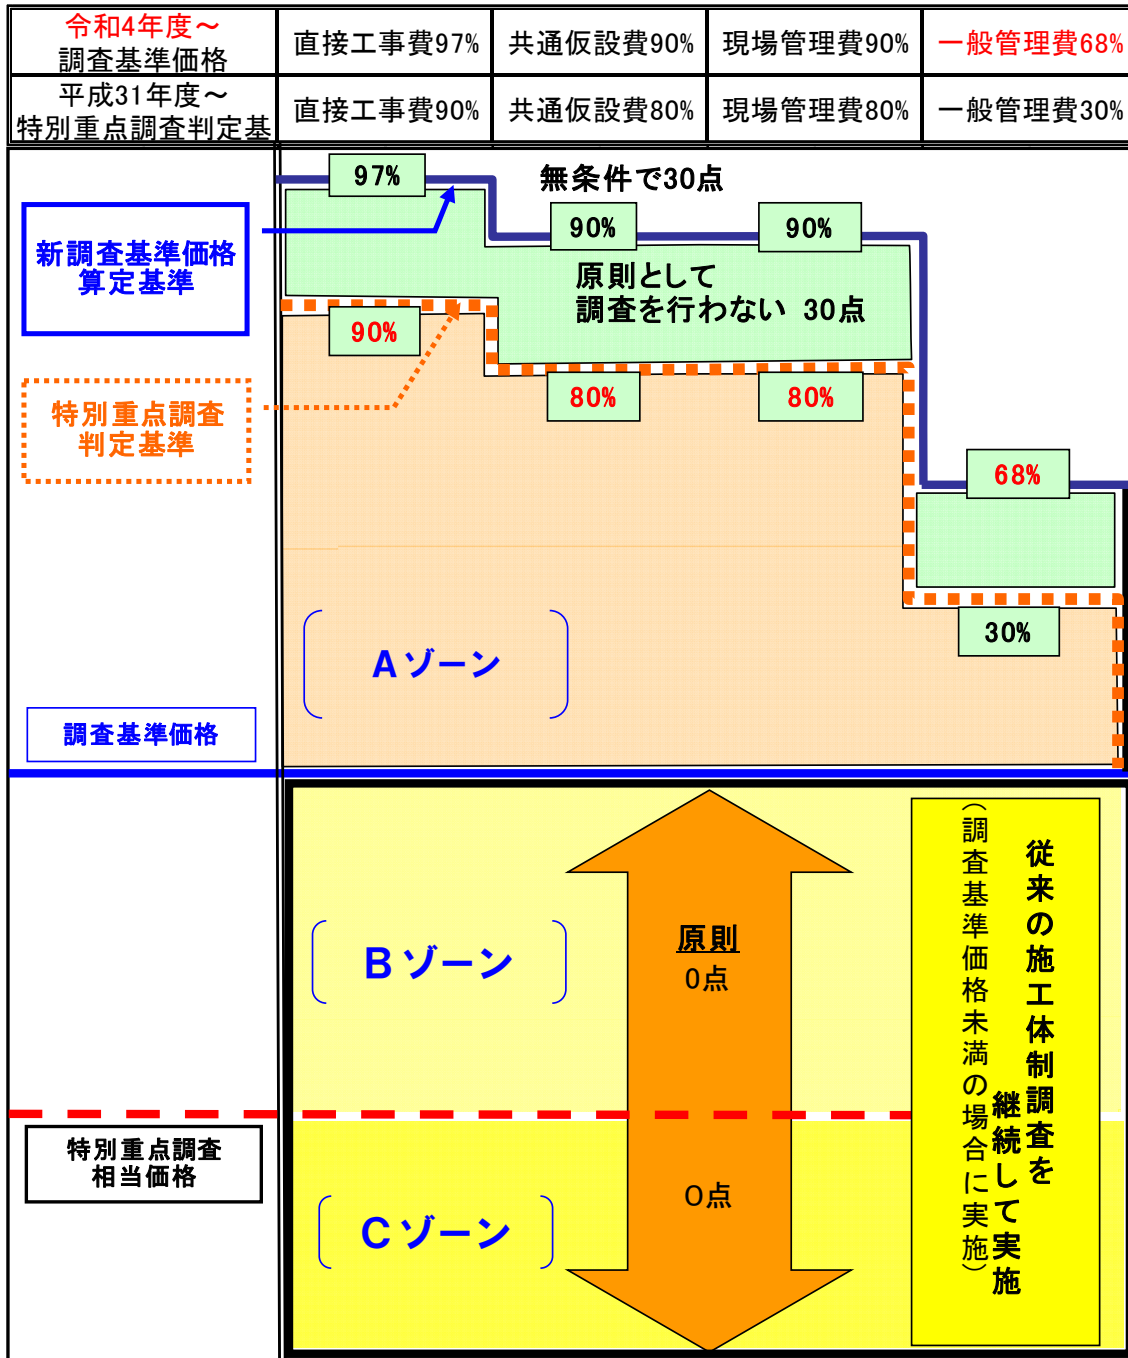 令和4年度～
調査基準価格
直接工事費97%
共通仮設費90%
現場管理費90%
一般管理費68%
平成31年度～
特別重点調査判定基
直接工事費90%
共通仮設費80%
現場管理費80%
一般管理費30%
97%
無条件で30点
90%
90%
新調査基準価格
算定基準
原則として
調査を行わない 30点
90%
特別重点調査
判定基準
80%
80%
68%
30%
Aゾーン
調査基準価格
従来の施工体制調査を
継続して実施
（調査基準価格未満の場合に実施）
Bゾーン
原則
0点
特別重点調査
相当価格
Cゾーン
0点